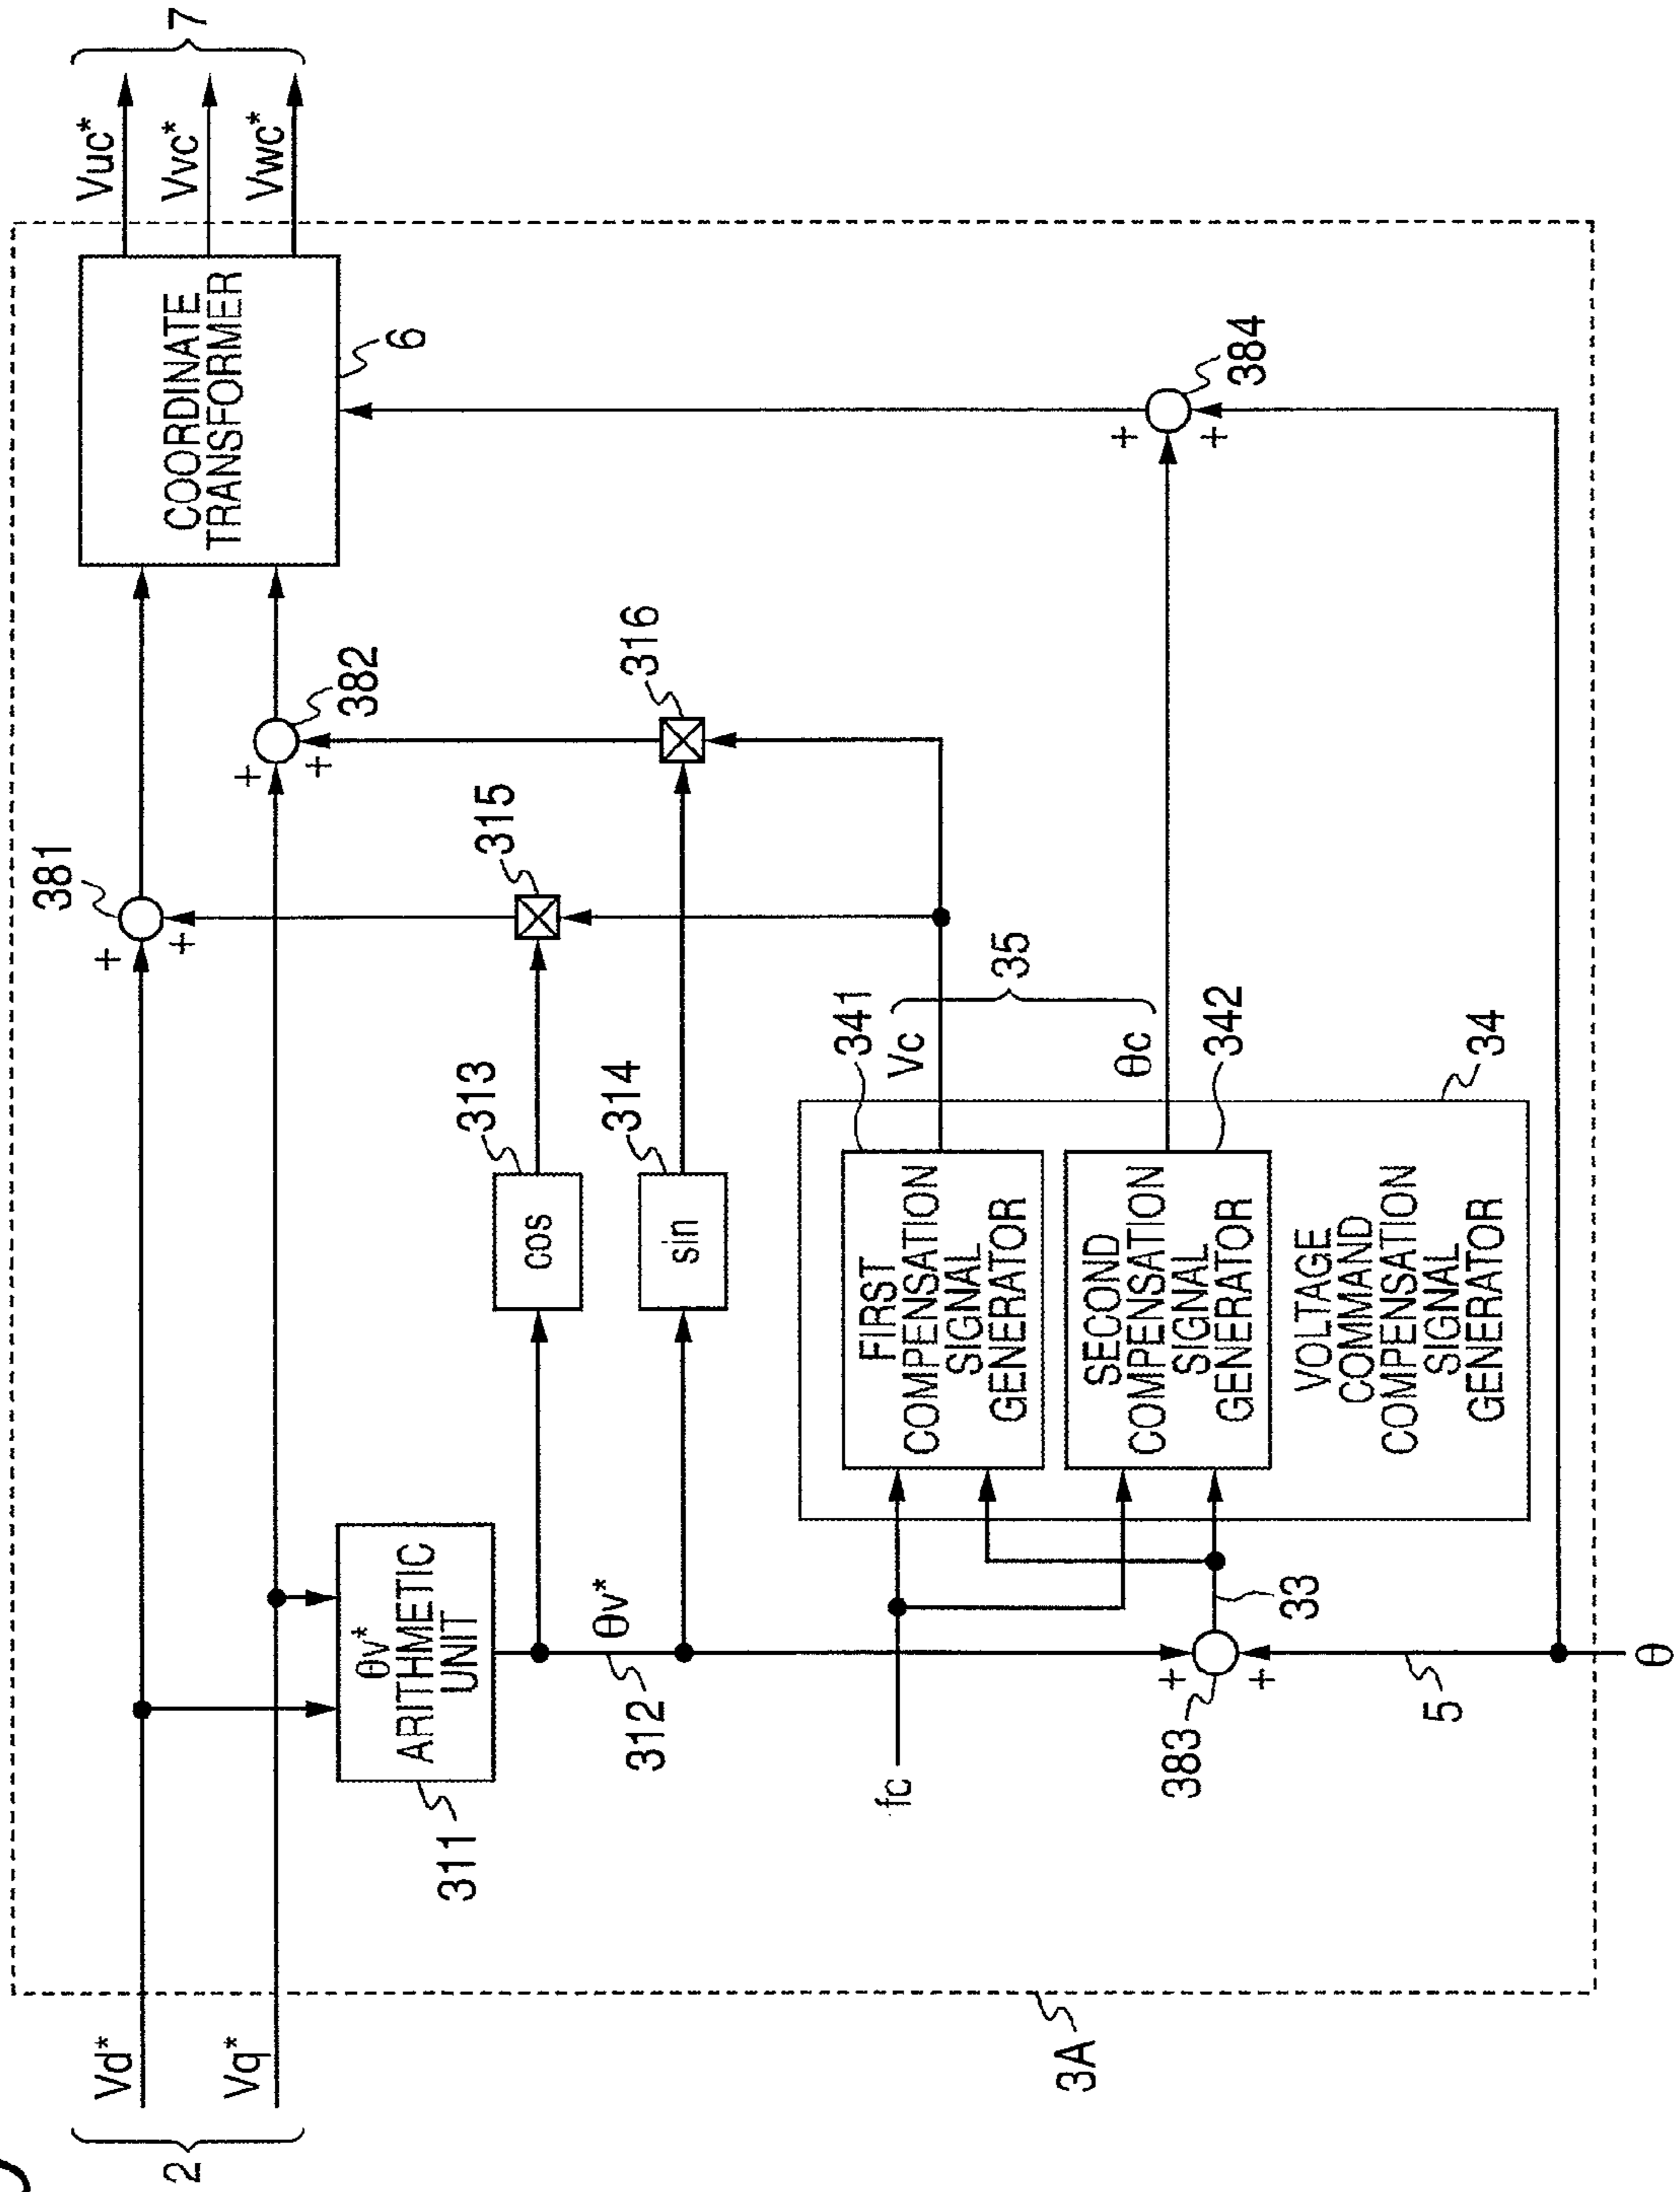 2
Vd*
Vq*
3A
311
θv*
ARITHMETIC
UNIT
312
θv*
fc
383
+
+
33
5
θ
313
cos
314
sin
FIRST
COMPENSATION
SIGNAL
GENERATOR
341
Vc
35
SECOND
COMPENSATION
SIGNAL
GENERATOR
θc
342
VOLTAGE
COMMAND
COMPENSATION
SIGNAL
GENERATOR
34
381
+
+
315
382
+
+
316
384
+
+
COORDINATE
TRANSFORMER
6
Vuc*
Vvc*
Vwc*
7